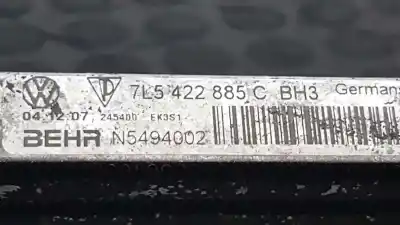 7L5 422 885 C BH3 German
04.12.07 245400 EK3S1
BEHR N5494002